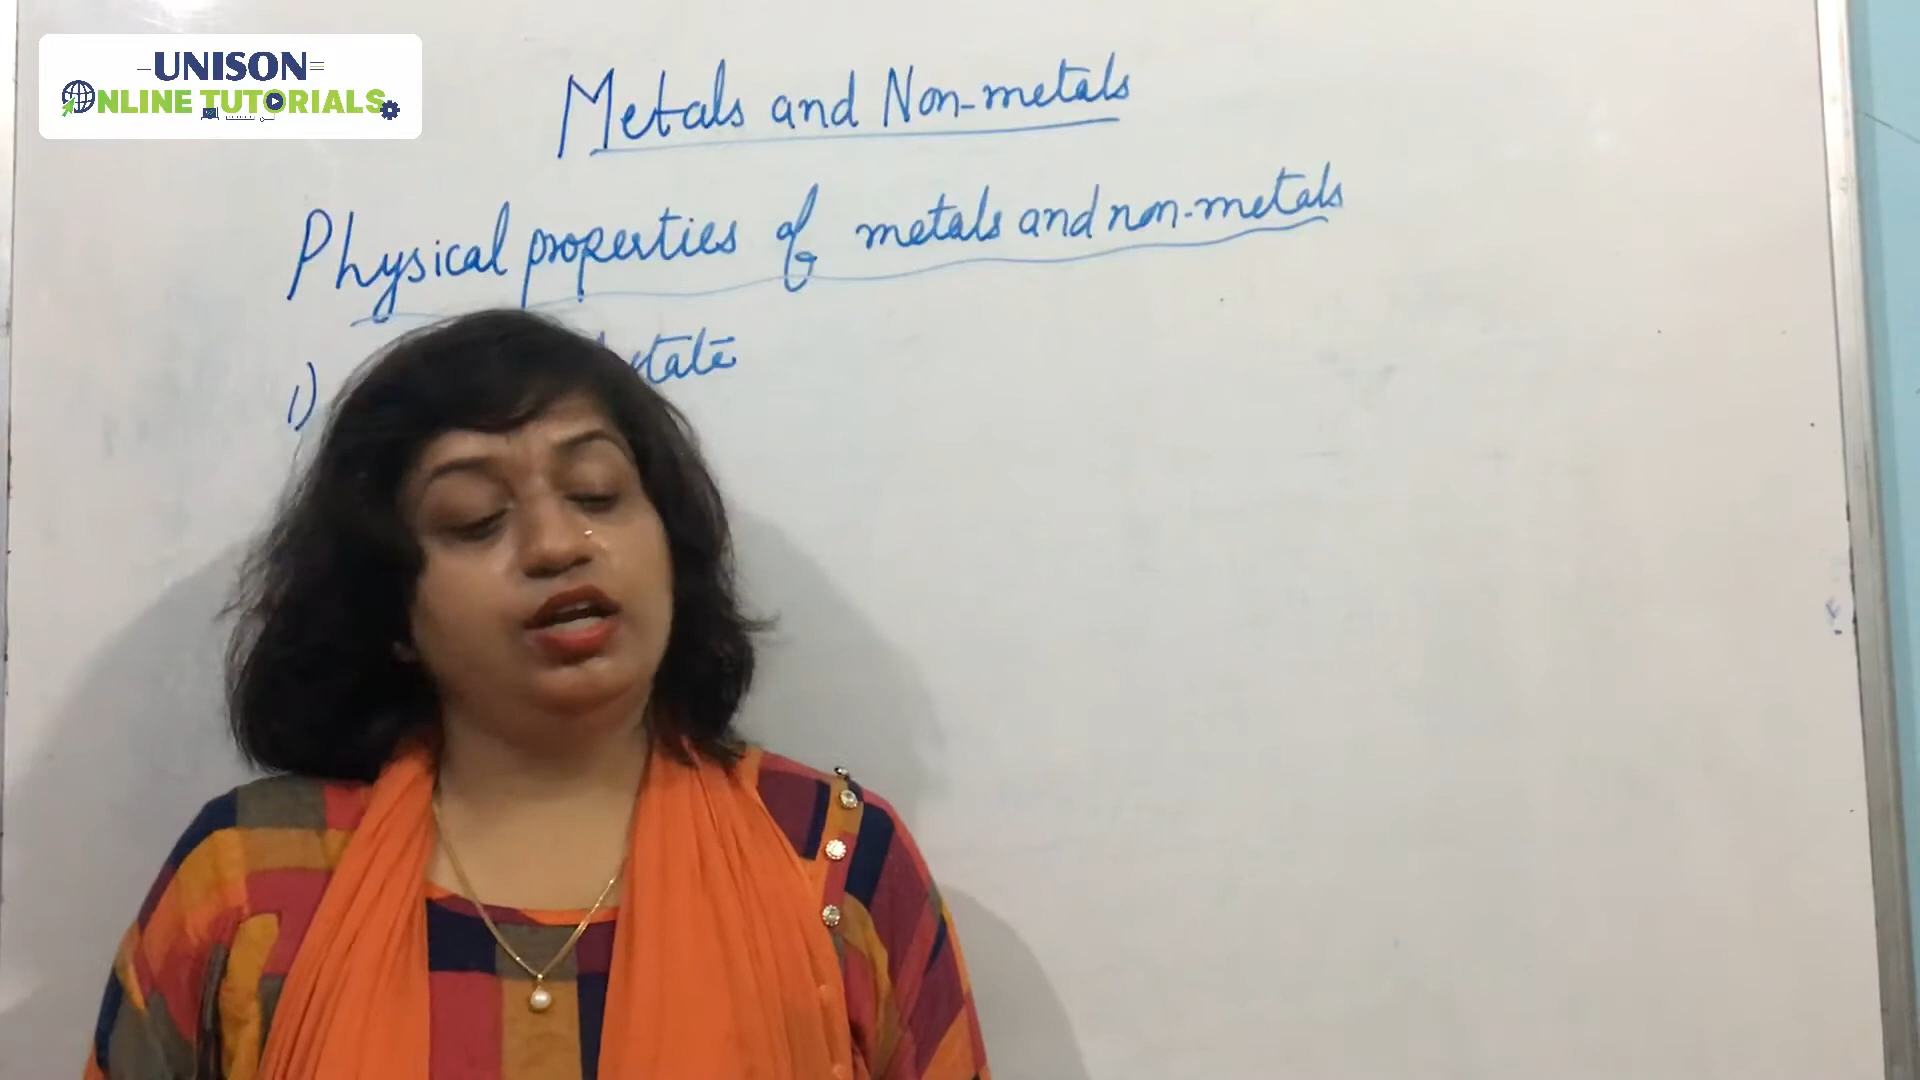 UNISON
ONLINE TUTORIALS
Metals and Non-metals
Physical properties of metals and non-metals
1) state